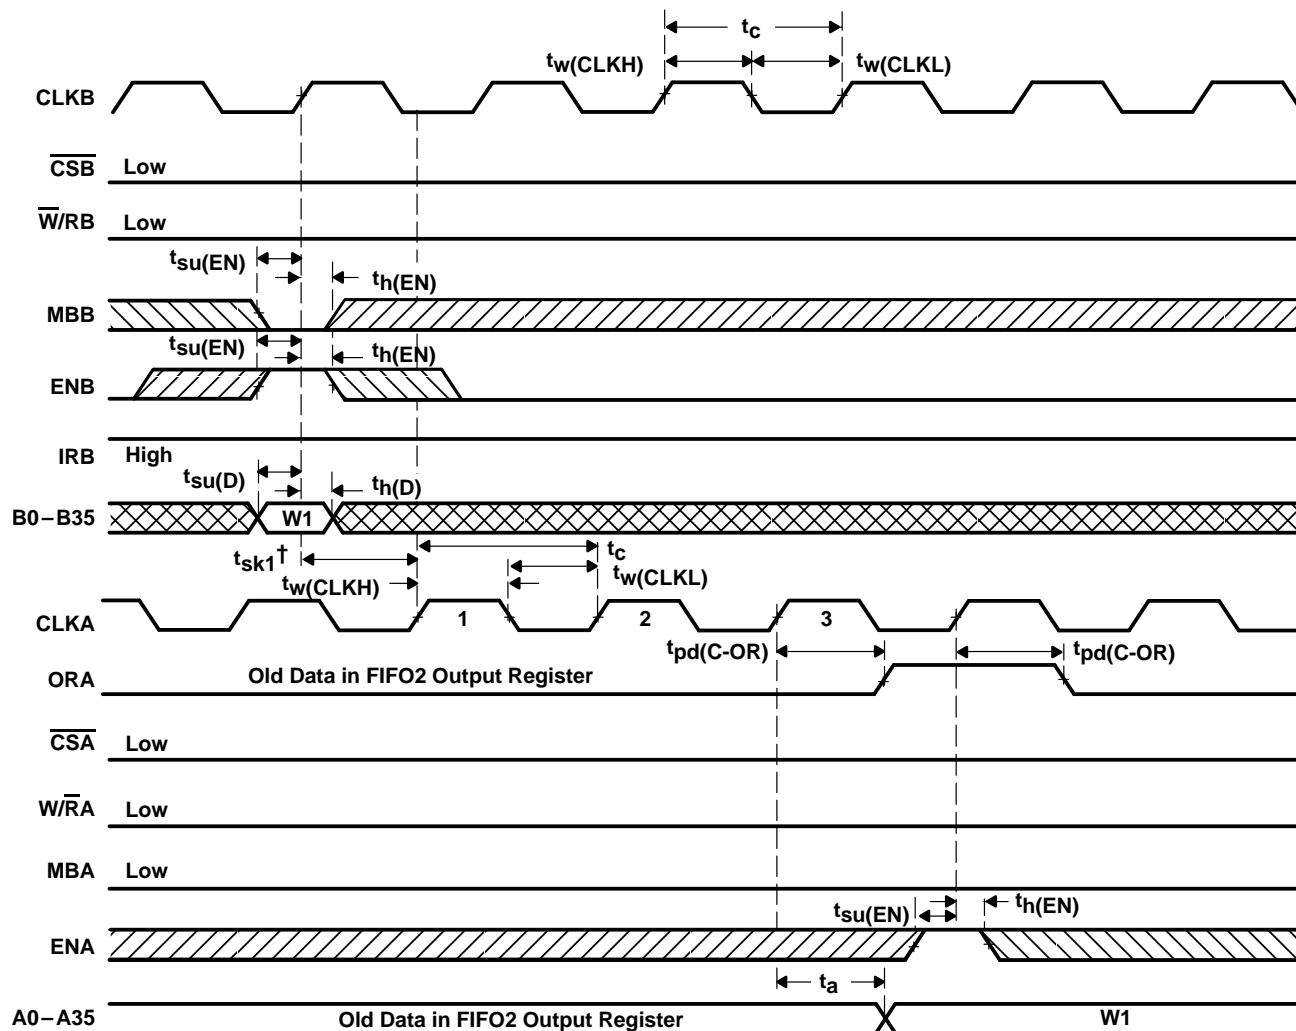 tc
tw(CLKH)
tw(CLKL)
CLKB
CSB
Low
W/RB
Low
tsu(EN)
th(EN)
MBB
tsu(EN)
th(EN)
ENB
IRB
High
tsu(D)
th(D)
B0–B35
W1
tsk1†
tc
tw(CLKH)
tw(CLKL)
CLKA
1
2
3
tpd(C-OR)
tpd(C-OR)
ORA
Old Data in FIFO2 Output Register
CSA
Low
W/RA
Low
MBA
Low
tsu(EN)
th(EN)
ENA
ta
A0–A35
Old Data in FIFO2 Output Register
W1